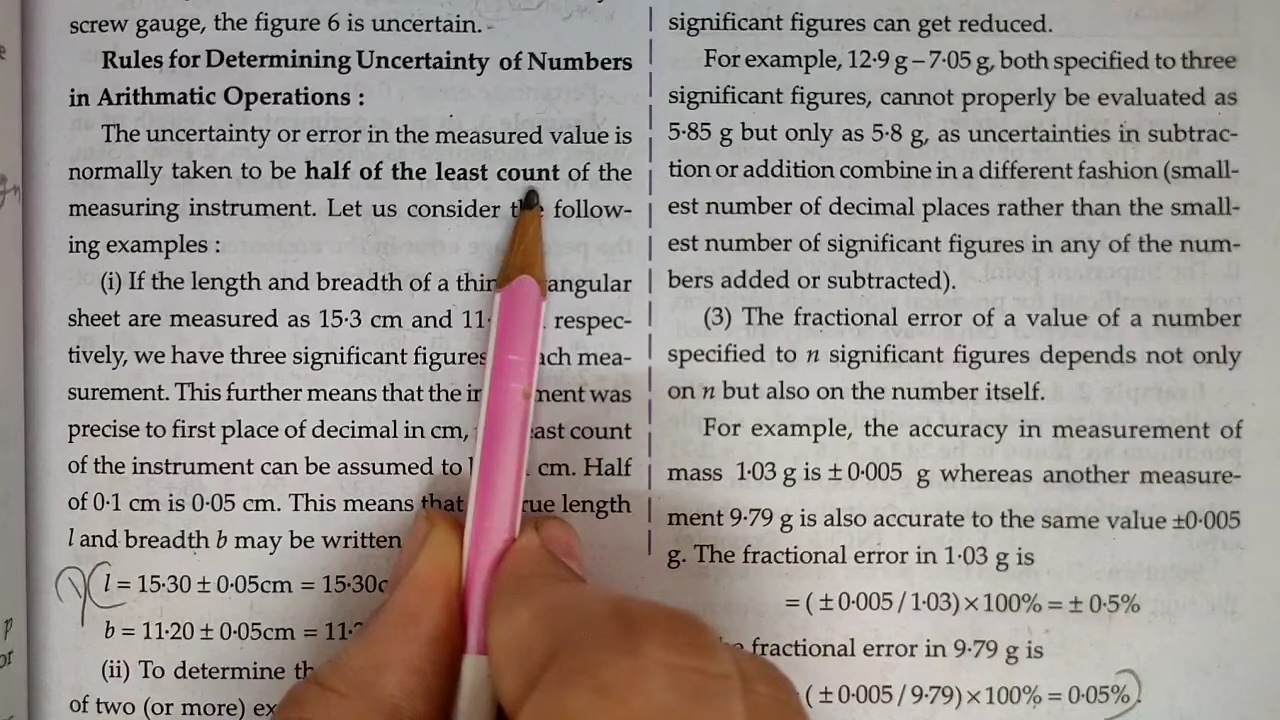 screw gauge, the figure 6 is uncertain.
Rules for Determining Uncertainty of Numbers
in Arithmatic Operations :
The uncertainty or error in the measured value is
normally taken to be half of the least count of the
measuring instrument. Let us consider follow-
ing examples :
(i) If the length and breadth of a thin angular
sheet are measured as 15·3 cm and 11· respec-
tively, we have three significant figures ach mea-
surement. This further means that the ment was
precise to first place of decimal in cm, east count
of the instrument can be assumed to cm. Half
of 0·1 cm is 0·05 cm. This means that rue length
l and breadth b may be written
l = 15·30 ± 0·05cm = 15·30c
b = 11·20 ± 0·05cm = 11·2
(ii) To determine th
of two (or more) ex
significant figures can get reduced.
For example, 12·9 g – 7·05 g, both specified to three
significant figures, cannot properly be evaluated as
5·85 g but only as 5·8 g, as uncertainties in subtrac-
tion or addition combine in a different fashion (small-
est number of decimal places rather than the small-
est number of significant figures in any of the num-
bers added or subtracted).
(3) The fractional error of a value of a number
specified to n significant figures depends not only
on n but also on the number itself.
For example, the accuracy in measurement of
mass 1·03 g is ± 0·005 g whereas another measure-
ment 9·79 g is also accurate to the same value ±0·005
g. The fractional error in 1·03 g is
= ( ± 0·005 / 1·03) × 100% = ± 0·5%
fractional error in 9·79 g is
( ± 0·005 / 9·79) × 100% = 0·05%